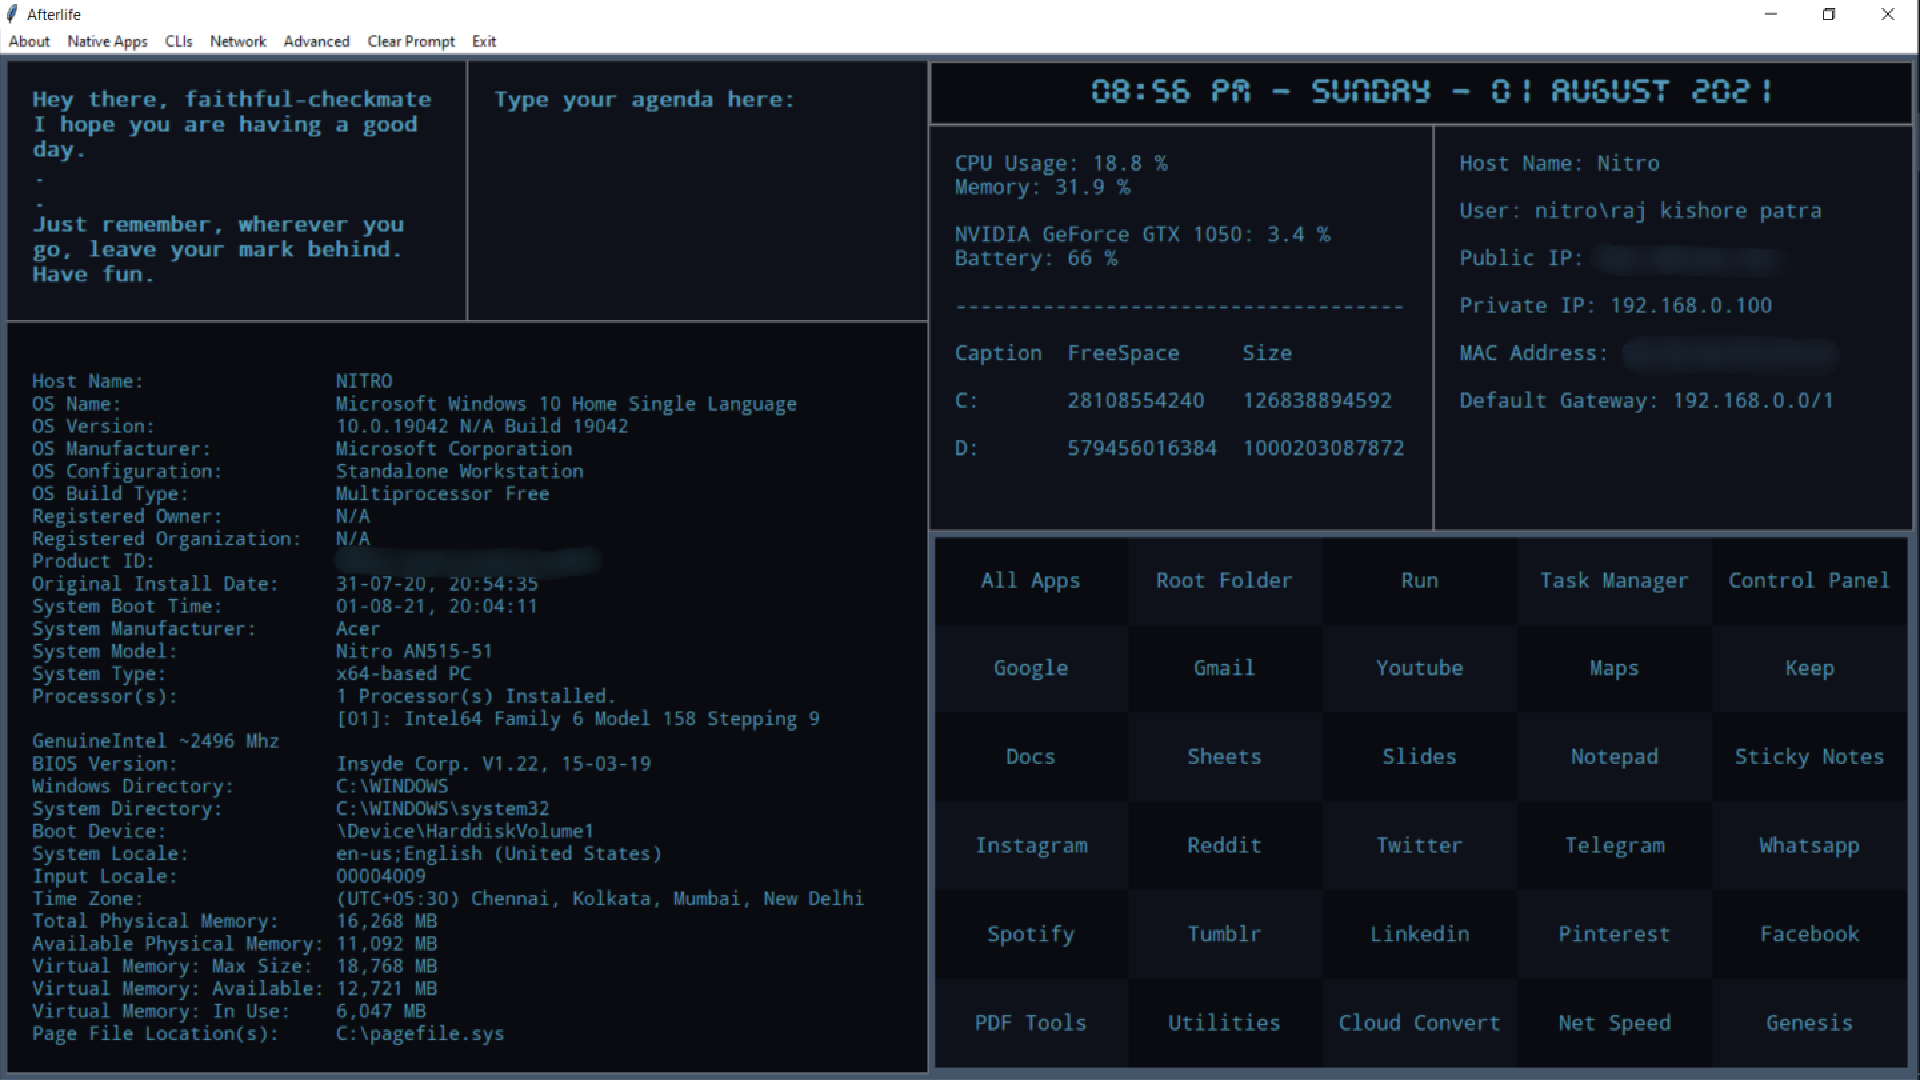 Afterlife
About Native Apps CLIs Network Advanced Clear Prompt Exit
Hey there, faithful-checkmate
I hope you are having a good
day.
-
-
Just remember, wherever you
go, leave your mark behind.
Have fun.
Type your agenda here:
08:56 PM - SUNDAY - 01 AUGUST 2021
CPU Usage: 18.8 %
Memory: 31.9 %
NVIDIA GeForce GTX 1050: 3.4 %
Battery: 66 %
------------------------------------
Caption FreeSpace Size
C: 28108554240 126838894592
D: 579456016384 1000203087872
Host Name: Nitro
User: nitro\raj kishore patra
Public IP:
Private IP: 192.168.0.100
MAC Address:
Default Gateway: 192.168.0.0/1
Host Name: NITRO
OS Name: Microsoft Windows 10 Home Single Language
OS Version: 10.0.19042 N/A Build 19042
OS Manufacturer: Microsoft Corporation
OS Configuration: Standalone Workstation
OS Build Type: Multiprocessor Free
Registered Owner: N/A
Registered Organization: N/A
Product ID:
Original Install Date: 31-07-20, 20:54:35
System Boot Time: 01-08-21, 20:04:11
System Manufacturer: Acer
System Model: Nitro AN515-51
System Type: x64-based PC
Processor(s): 1 Processor(s) Installed.
[01]: Intel64 Family 6 Model 158 Stepping 9
GenuineIntel ~2496 Mhz
BIOS Version: Insyde Corp. V1.22, 15-03-19
Windows Directory: C:\WINDOWS
System Directory: C:\WINDOWS\system32
Boot Device: \Device\HarddiskVolume1
System Locale: en-us;English (United States)
Input Locale: 00004009
Time Zone: (UTC+05:30) Chennai, Kolkata, Mumbai, New Delhi
Total Physical Memory: 16,268 MB
Available Physical Memory: 11,092 MB
Virtual Memory: Max Size: 18,768 MB
Virtual Memory: Available: 12,721 MB
Virtual Memory: In Use: 6,047 MB
Page File Location(s): C:\pagefile.sys
All Apps Root Folder Run Task Manager Control Panel
Google Gmail Youtube Maps Keep
Docs Sheets Slides Notepad Sticky Notes
Instagram Reddit Twitter Telegram Whatsapp
Spotify Tumblr Linkedin Pinterest Facebook
PDF Tools Utilities Cloud Convert Net Speed Genesis